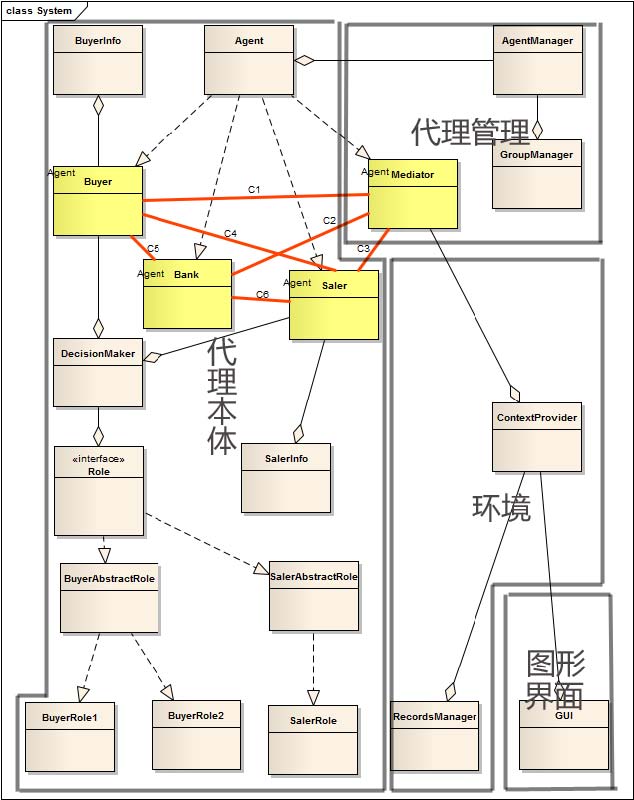 class System
BuyerInfo
Agent
AgentManager
代理管理
GroupManager
Agent
Buyer
Agent
Mediator
C1
C2
C4
C3
C5
Agent
Bank
C6
Agent
Saler
DecisionMaker
代
理
本
体
«interface»
Role
SalerInfo
ContextProvider
环境
BuyerAbstractRole
SalerAbstractRole
图形
界面
BuyerRole1
BuyerRole2
SalerRole
RecordsManager
GUI